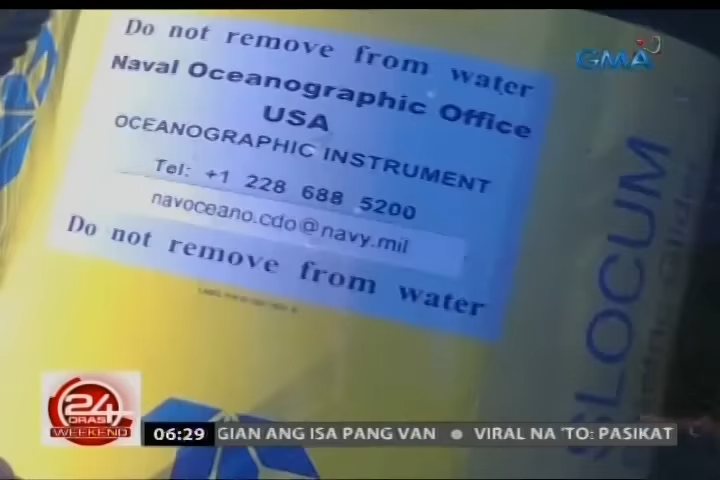 Do not remove from water
GMA
Naval Oceanographic Office
USA
OCEANOGRAPHIC INSTRUMENT
Tel: +1 228 688 5200
navoceano.cdo@navy.mil
Do not remove from water
SLOCUM
Glider
24
ORAS
WEEKEND
06:29 GIAN ANG ISA PANG VAN • VIRAL NA 'TO: PASIKAT